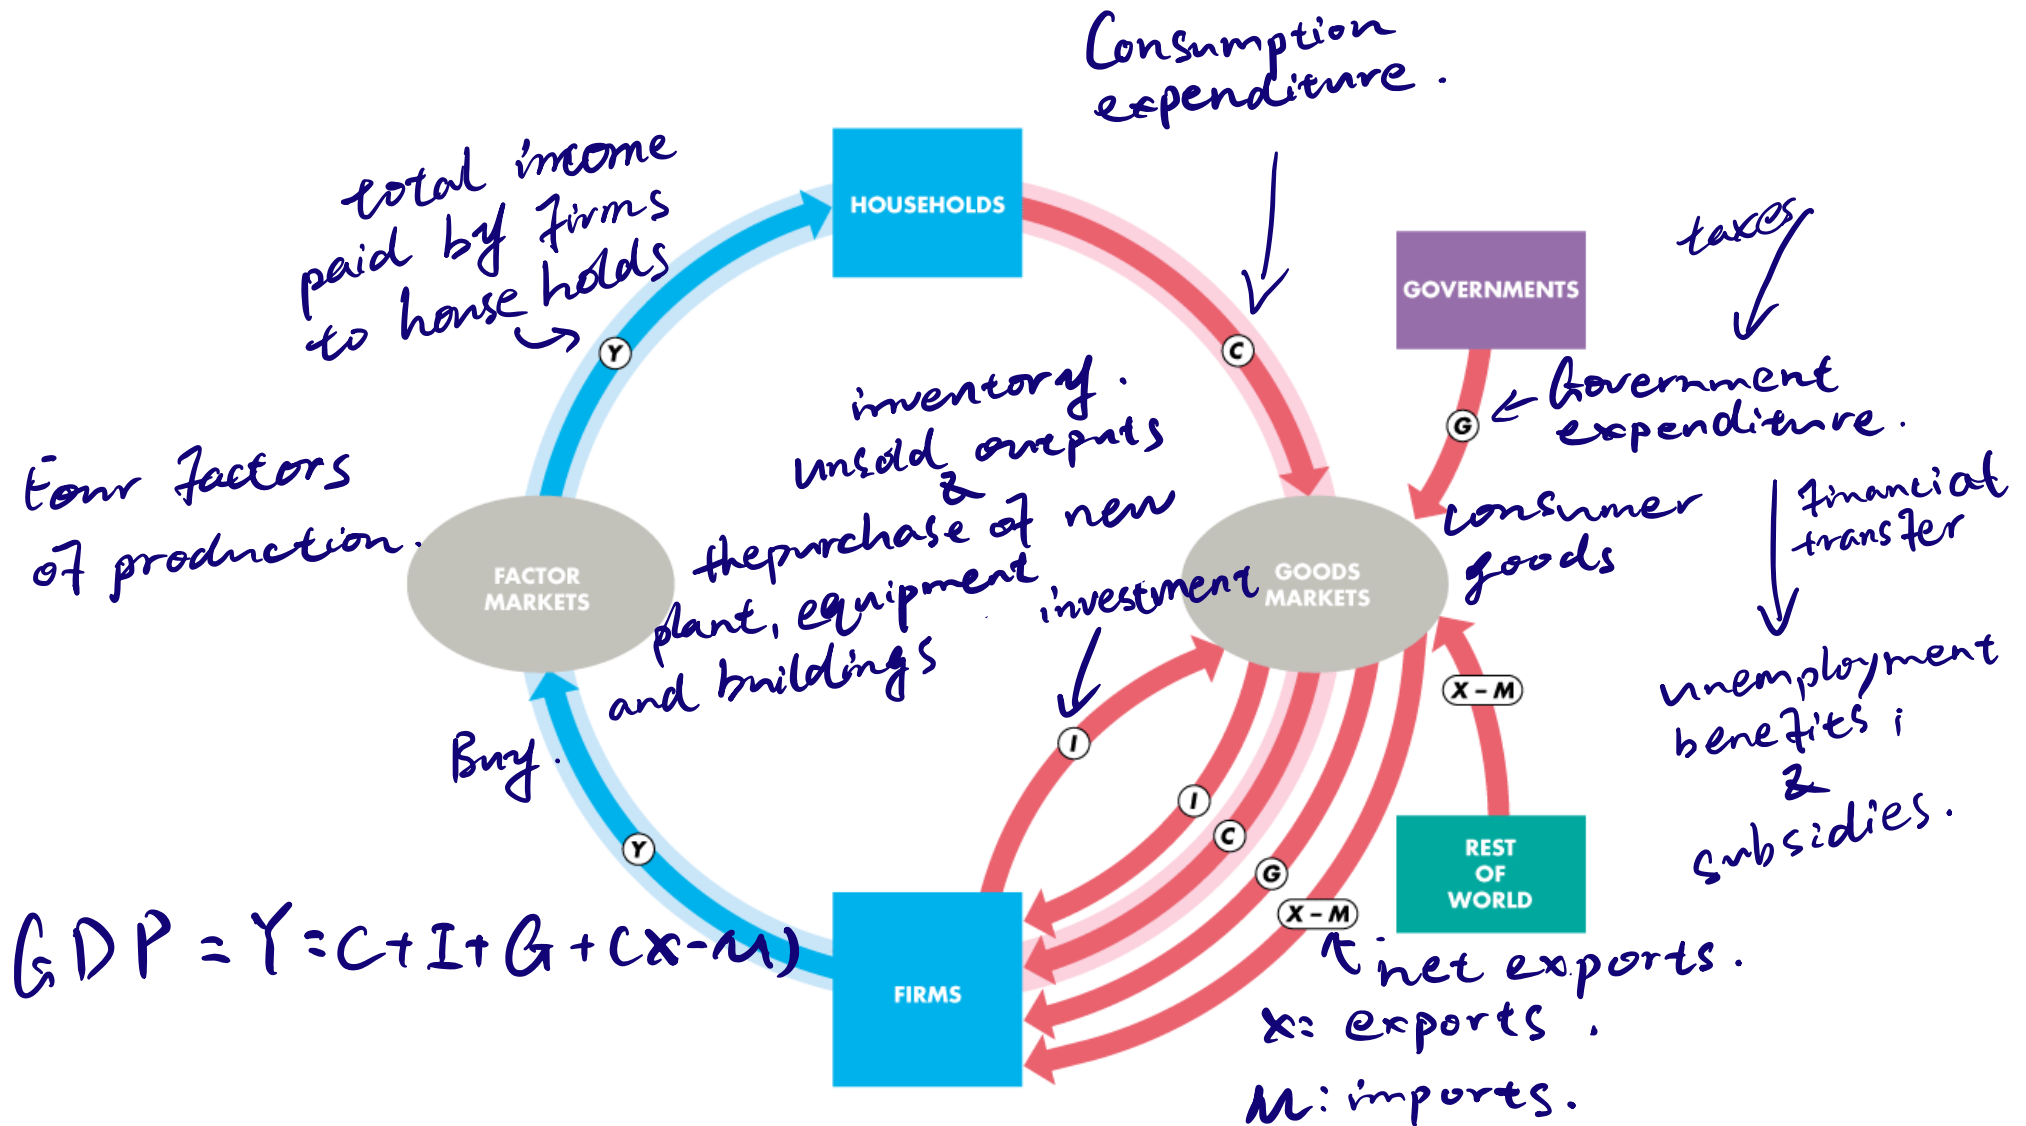 Consumption
expenditure.
total income
paid by firms
to house holds
HOUSEHOLDS
taxes
GOVERNMENTS
Y
C
G
Government
expenditure.
inventory.
unsold outputs
&
the purchase of new
plant, equipment
and buildings
Four factors
of production.
FACTOR
MARKETS
investment
GOODS
MARKETS
consumer
goods
financial
transfer
unemployment
benefits;
&
subsidies.
X – M
I
Buy.
I
C
Y
G
X – M
REST
OF
WORLD
GDP = Y = C + I + G + (X - M)
FIRMS
net exports.
X: exports.
M: imports.